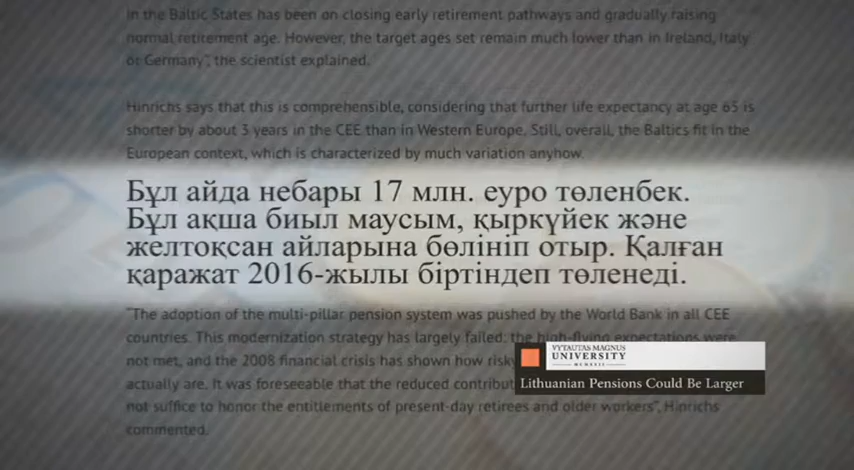 in the Baltic States has been on closing early retirement pathways and gradually raising
normal retirement age. However, the target ages set remain much lower than in Ireland, Italy
or Germany", the scientist explained.
Hinrichs says that this is comprehensible, considering that further life expectancy at age 65 is
shorter by about 3 years in the CEE than in Western Europe. Still, overall, the Baltics fit in the
European context, which is characterized by much variation anyhow.
Бұл айда небары 17 млн. еуро төленбек.
Бұл ақша биыл маусым, қыркүйек және
желтоқсан айларына бөлініп отыр. Қалған
қаражат 2016-жылы біртіндеп төленеді.
"The adoption of the multi-pillar pension system was pushed by the World Bank in all CEE
countries. This modernization strategy has largely failed: the high-flying expectations were
not met, and the 2008 financial crisis has shown how risky
actually are. It was foreseeable that the reduced
not suffice to honor the entitlements of present-day retirees and older workers", Hinrichs
commented.
VYTAUTAS MAGNUS
UNIVERSITY
MCMXXII
Lithuanian Pensions Could Be Larger